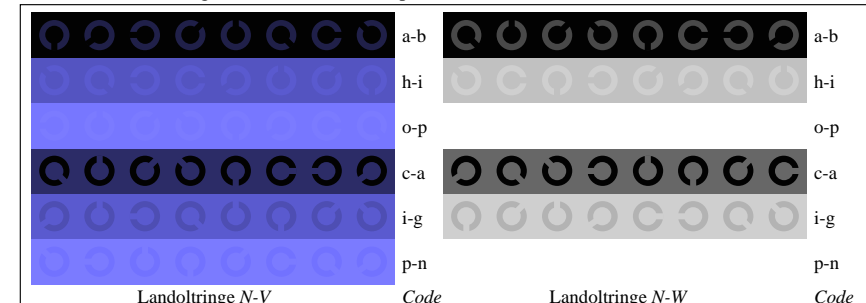 a-b a-b
h-i h-i
o-p o-p
c-a c-a
i-g i-g
p-n p-n
Landoltringe N-V Code Landoltringe N-W Code